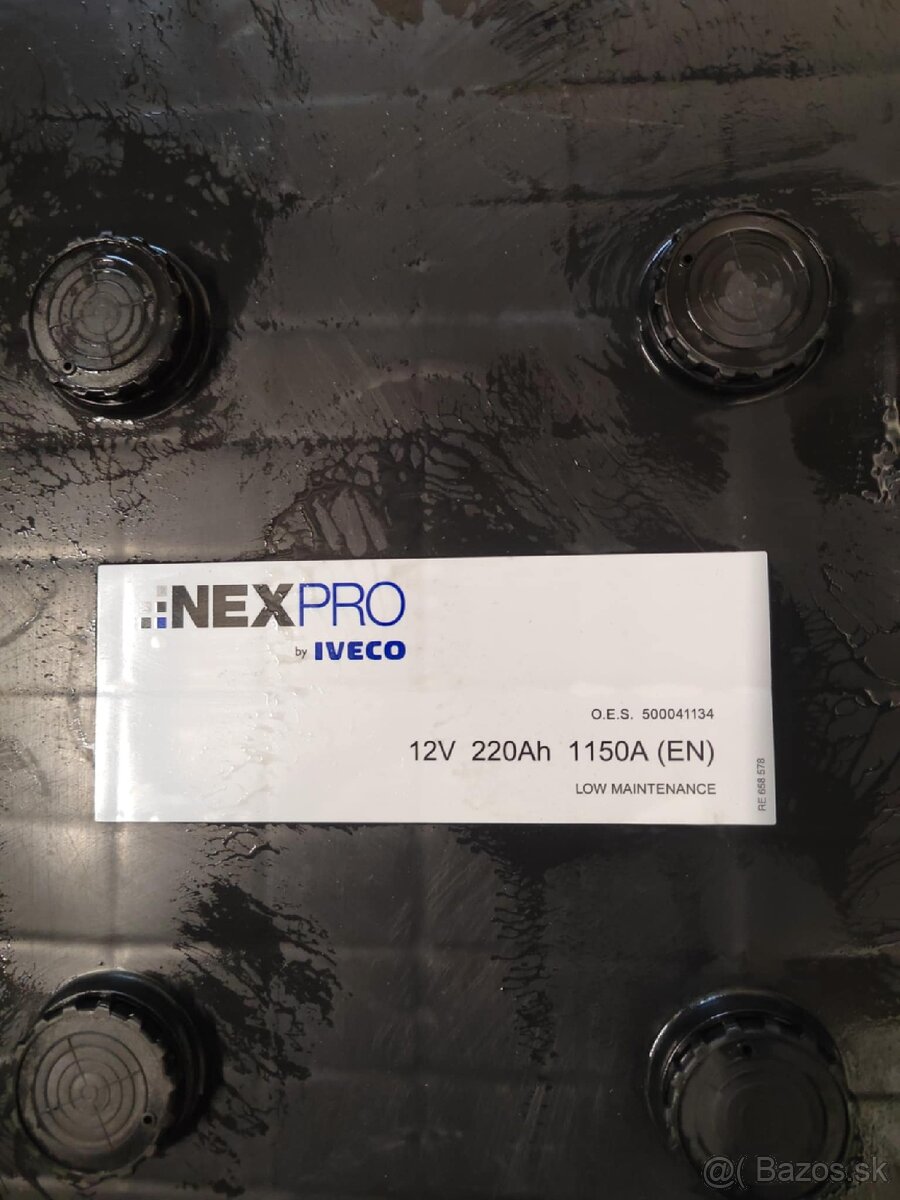 NEXPRO
by IVECO
O.E.S. 500041134
12V 220Ah 1150A (EN)
LOW MAINTENANCE
RE 658 578
@( Bazos.sk